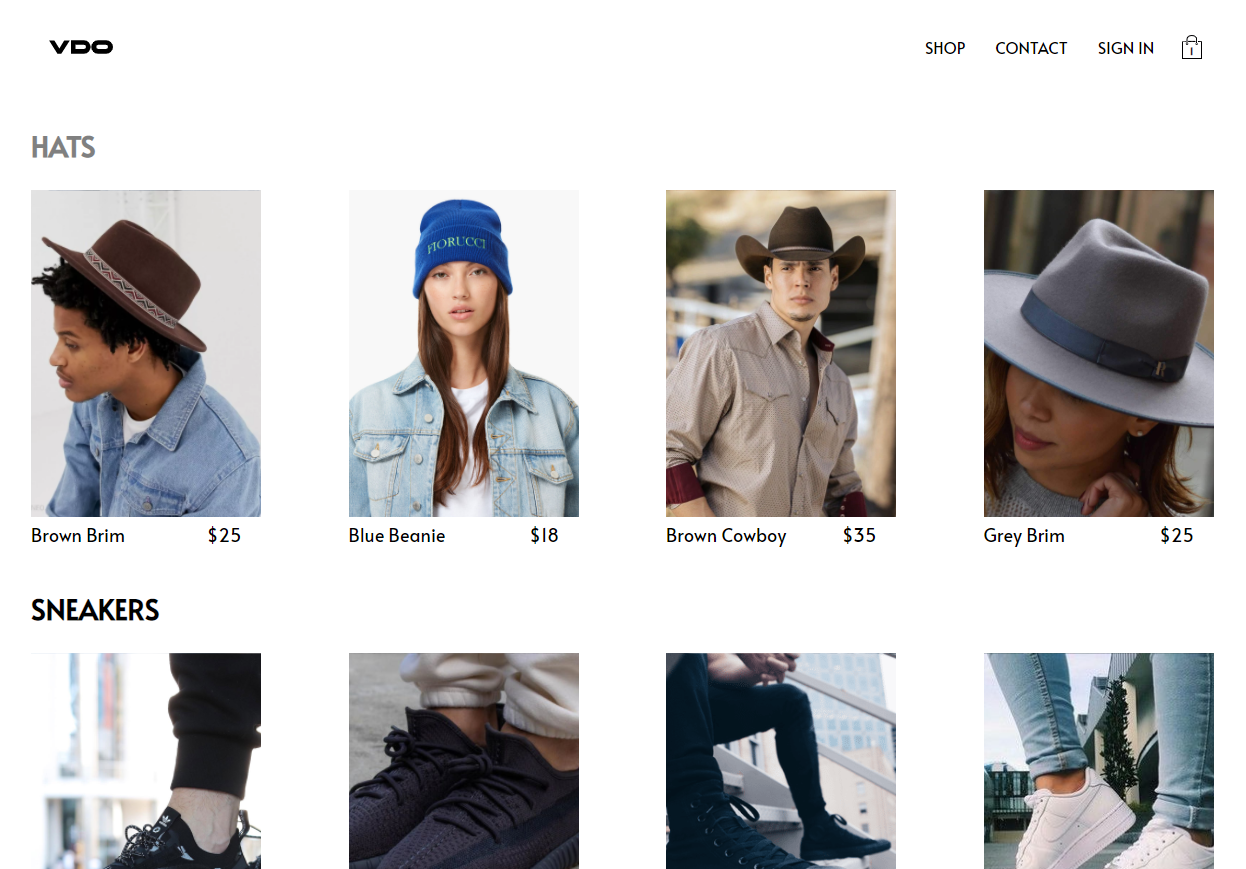 VDO
SHOP CONTACT SIGN IN 1
HATS
FIORUCCI
Brown Brim $25
Blue Beanie $18
Brown Cowboy $35
Grey Brim $25
SNEAKERS